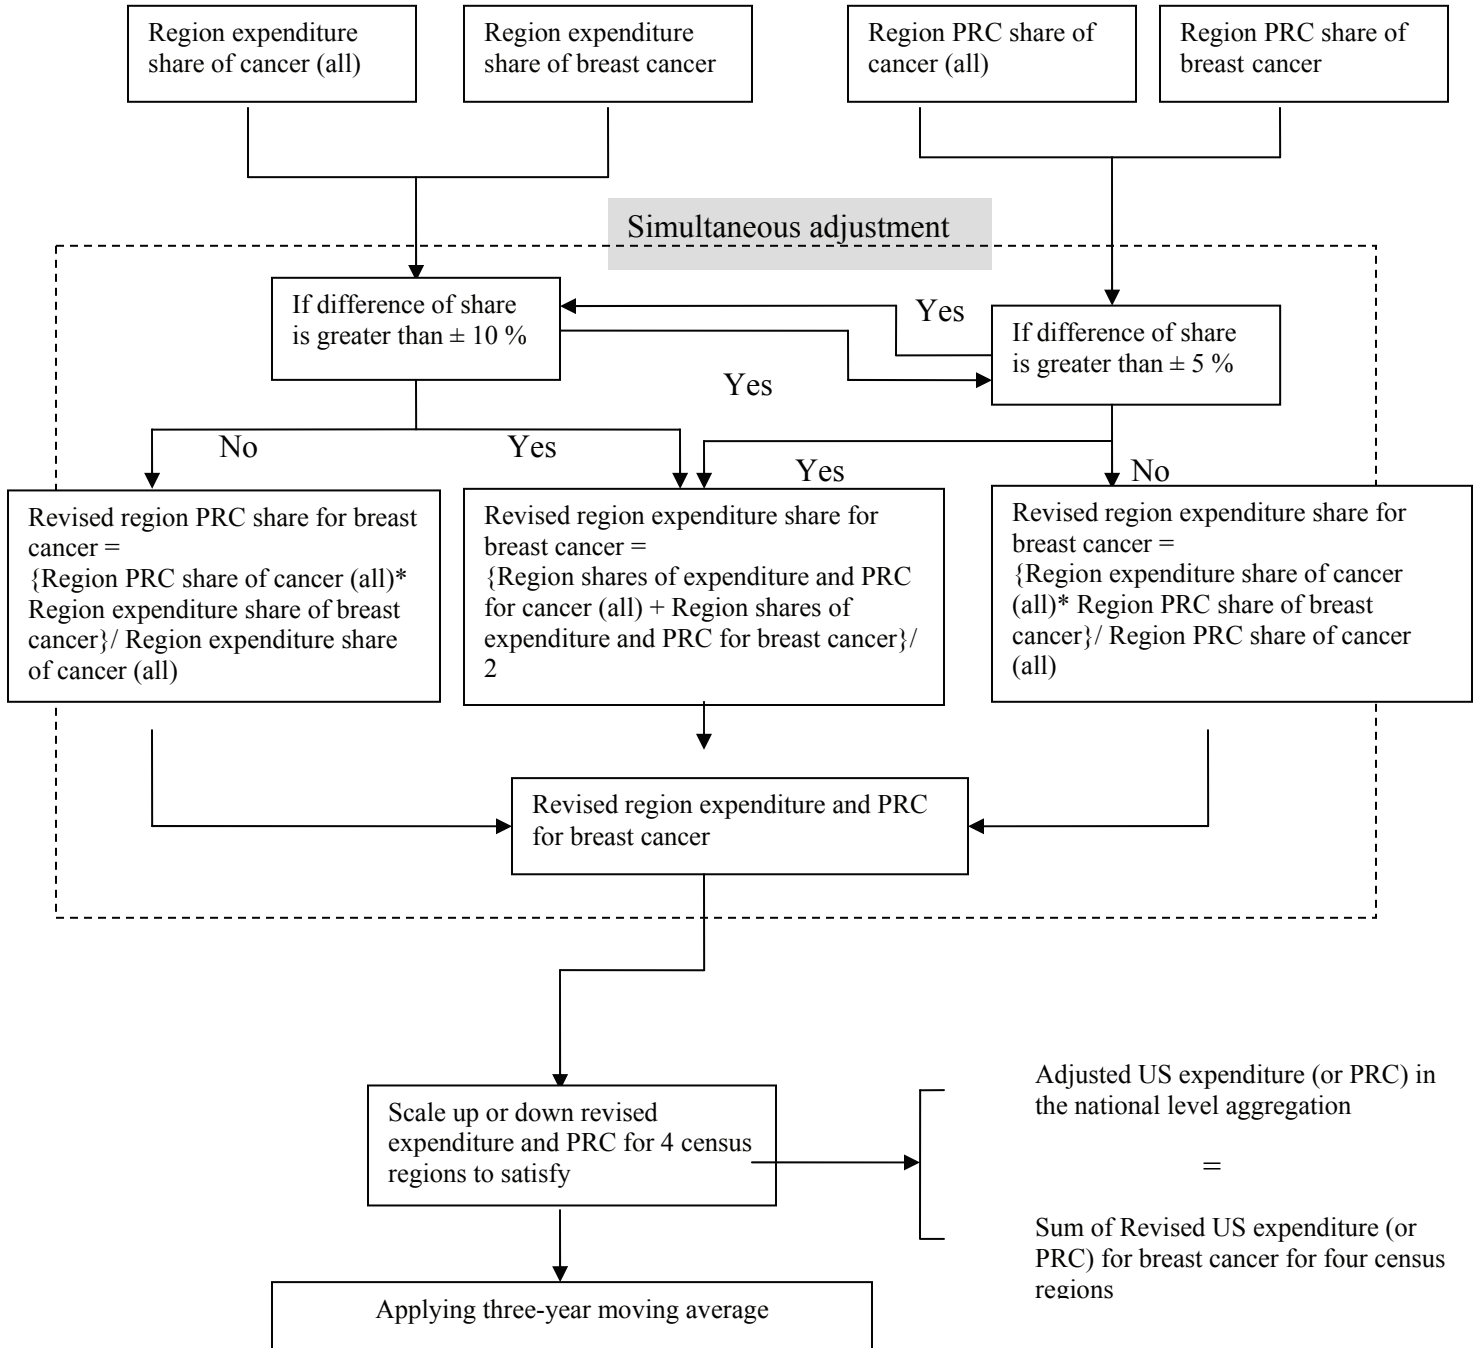 Region expenditure
share of cancer (all)
Region expenditure
share of breast cancer
Region PRC share of
cancer (all)
Region PRC share of
breast cancer
Simultaneous adjustment
If difference of share
is greater than ± 10 %
Yes
If difference of share
is greater than ± 5 %
Yes
No
Yes
Yes
No
Revised region PRC share for breast
cancer =
{Region PRC share of cancer (all)*
Region expenditure share of breast
cancer}/ Region expenditure share
of cancer (all)
Revised region expenditure share for
breast cancer =
{Region shares of expenditure and PRC
for cancer (all) + Region shares of
expenditure and PRC for breast cancer}/
2
Revised region expenditure share for
breast cancer =
{Region expenditure share of cancer
(all)* Region PRC share of breast
cancer}/ Region PRC share of cancer
(all)
Revised region expenditure and PRC
for breast cancer
Scale up or down revised
expenditure and PRC for 4 census
regions to satisfy
Adjusted US expenditure (or PRC) in
the national level aggregation
=
Sum of Revised US expenditure (or
PRC) for breast cancer for four census
regions
Applying three-year moving average